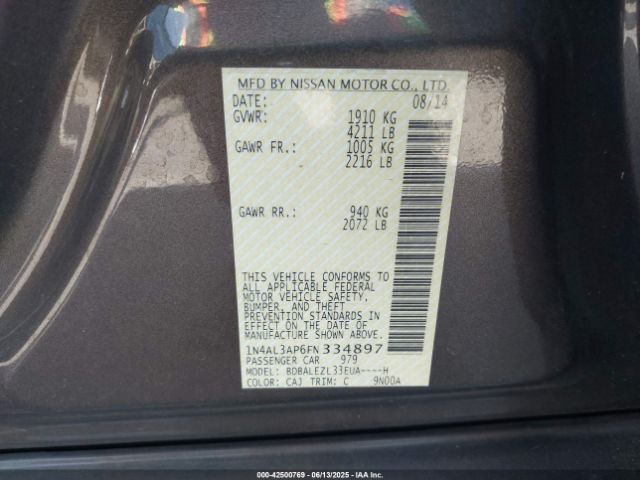 MFD BY NISSAN MOTOR CO., LTD.
DATE: 08/14
GVWR: 1910 KG
4211 LB
GAWR FR.: 1005 KG
2216 LB
GAWR RR.: 940 KG
2072 LB
THIS VEHICLE CONFORMS TO
ALL APPLICABLE FEDERAL
MOTOR VEHICLE SAFETY,
BUMPER, AND THEFT
PREVENTION STANDARDS
IN EFFECT ON THE DATE OF
MANUFACTURE SHOWN ABOVE.
1N4AL3AP6FN 334897
PASSENGER CAR 979
MODEL: BDBALEZL33EUA----H
COLOR: CAJ TRIM: C 9N00A
000-42500769 - 06/13/2025 - IAA Inc.